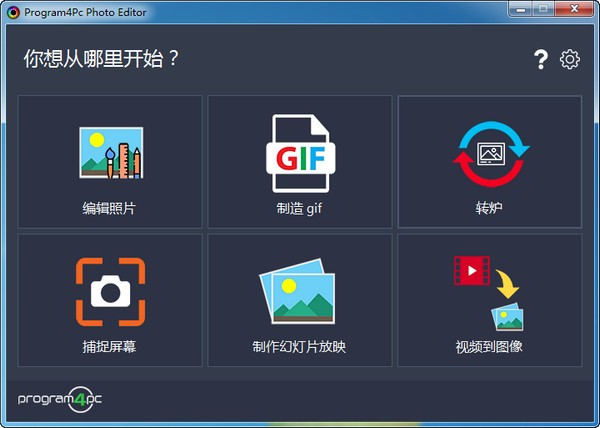 Program4Pc Photo Editor
你想从哪里开始？
?
编辑照片
GIF
制造 gif
转炉
捕捉屏幕
制作幻灯片放映
视频到图像
program4pc